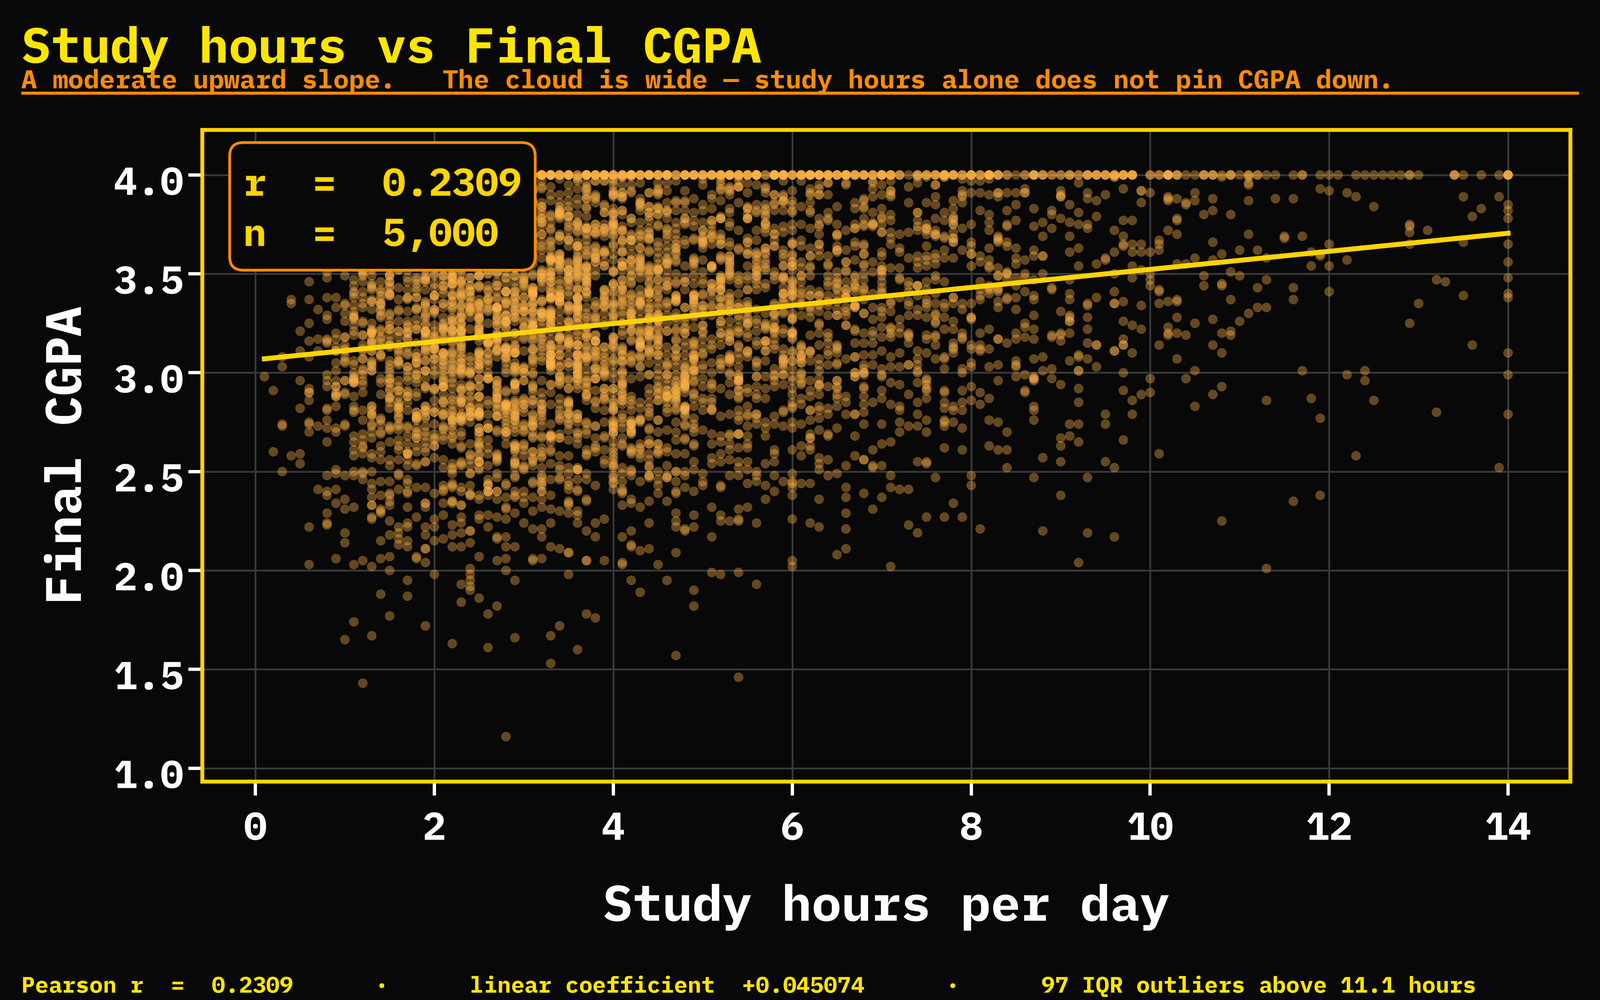 Study hours vs Final CGPA
A moderate upward slope. The cloud is wide — study hours alone does not pin CGPA down.
r = 0.2309
n = 5,000
4.0
3.5
3.0
2.5
2.0
1.5
1.0
Final CGPA
0 2 4 6 8 10 12 14
Study hours per day
Pearson r = 0.2309 · linear coefficient +0.045074 · 97 IQR outliers above 11.1 hours